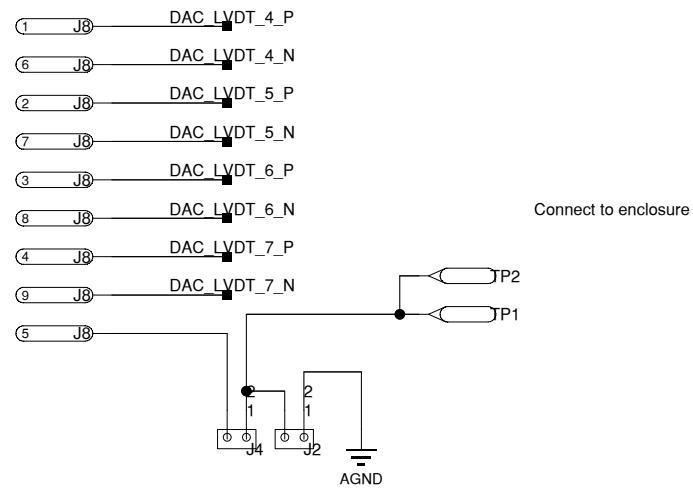 1 J8 DAC_LVDT_4_P
6 J8 DAC_LVDT_4_N
2 J8 DAC_LVDT_5_P
7 J8 DAC_LVDT_5_N
3 J8 DAC_LVDT_6_P
8 J8 DAC_LVDT_6_N
Connect to enclosure
4 J8 DAC_LVDT_7_P
TP2
9 J8 DAC_LVDT_7_N
TP1
5 J8
2 2
1 1
J4 J2
AGND